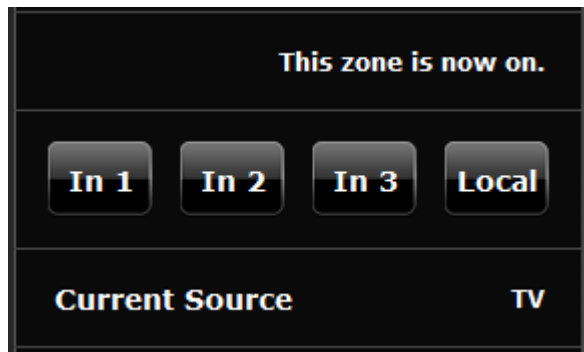 This zone is now on.
In 1 In 2 In 3 Local
Current Source TV